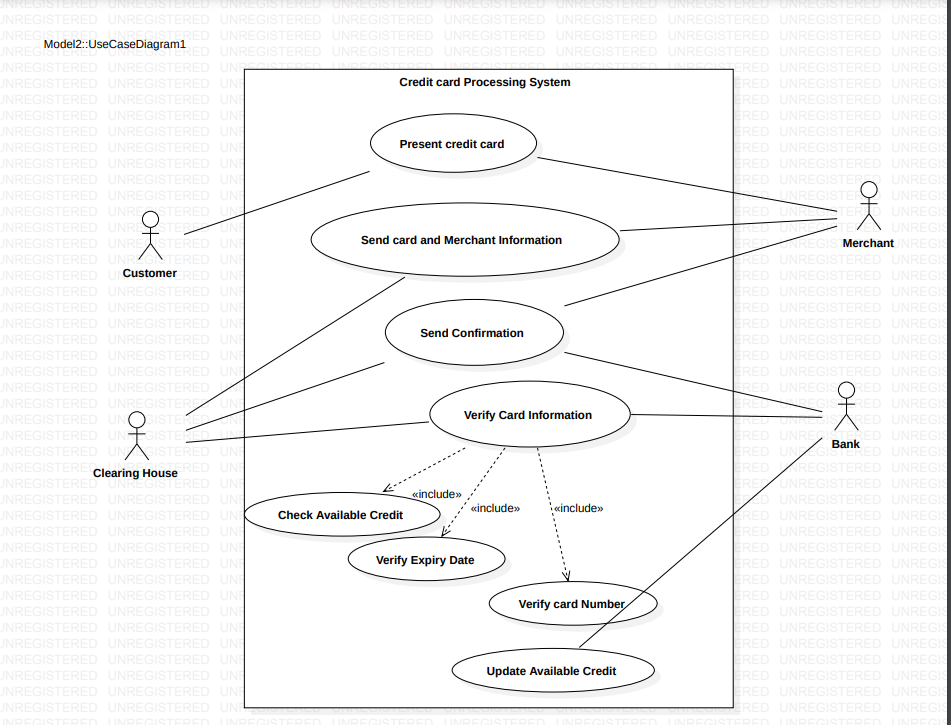 Model2::UseCaseDiagram1
Credit card Processing System
Present credit card
Send card and Merchant Information
Merchant
Customer
Send Confirmation
Verify Card Information
Bank
Clearing House
«include»
«include»
«include»
Check Available Credit
Verify Expiry Date
Verify card Number
Update Available Credit
UNREGISTERED